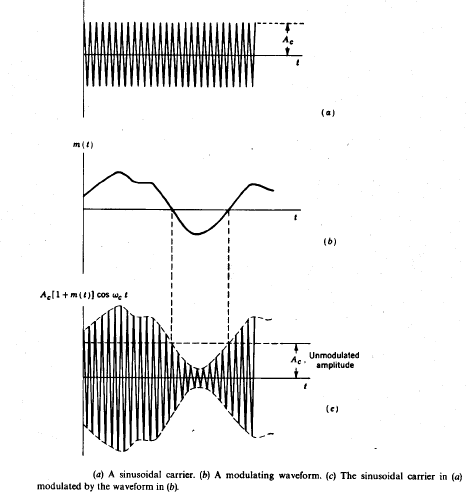 A_c
t
(a)
m(t)
t
(b)
A_c[1 + m(t)] cos ω_c t
A_c, Unmodulated
amplitude
t
(c)
(a) A sinusoidal carrier. (b) A modulating waveform. (c) The sinusoidal carrier in (a)
modulated by the waveform in (b).